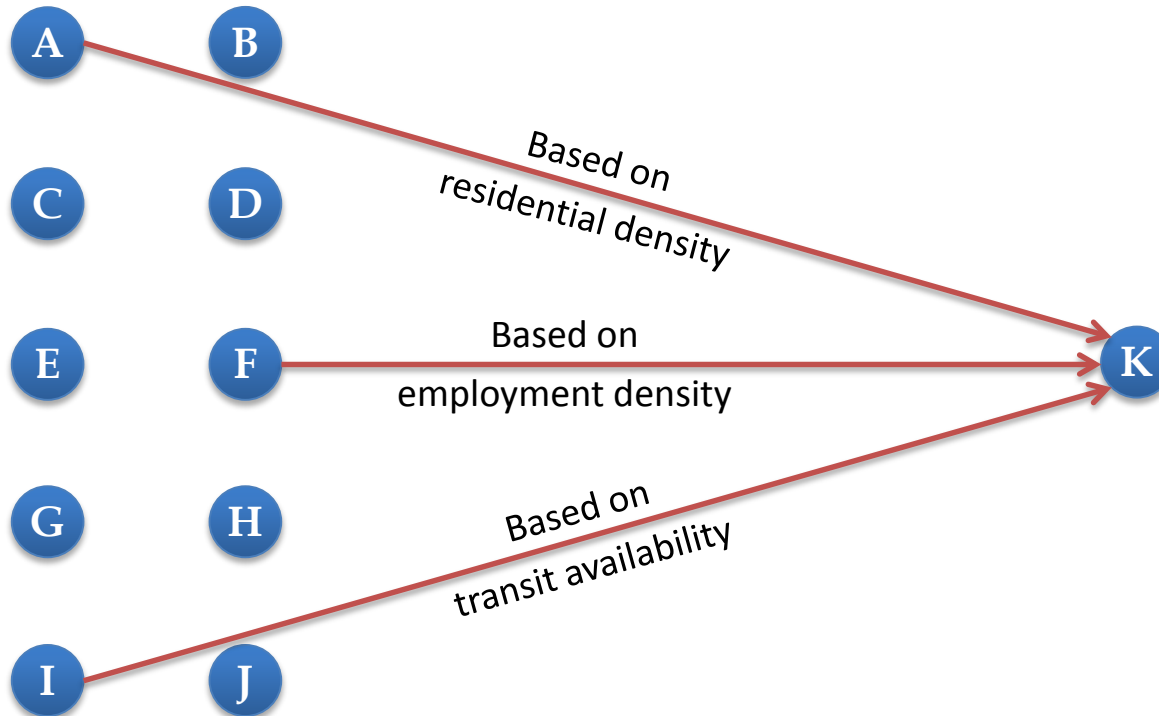 A B
Based on
residential density
C D
Based on
E F K
employment density
G H
Based on
transit availability
I J